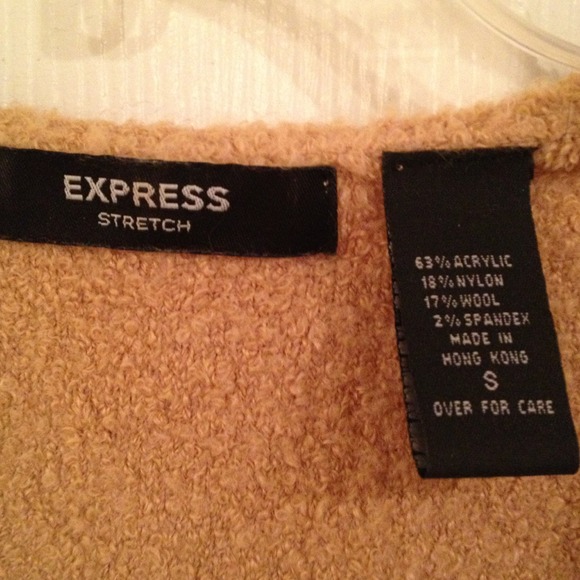 EXPRESS
STRETCH
63% ACRYLIC
18% NYLON
17% WOOL
2% SPANDEX
MADE IN
HONG KONG
S
OVER FOR CARE